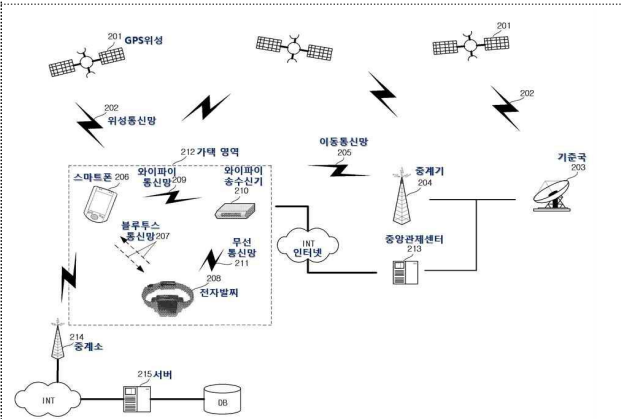 201 GPS위성
201
202
위성통신망
202
212 가택 영역
이동통신망
205
스마트폰 206
와이파이
통신망
209
와이파이
송수신기
210
중계기
204
기준국
203
블루투스
통신망 207
무선
통신망
211
INT
인터넷
중앙관제센터
213
208
전자발찌
214
중계소
INT
215 서버
DB